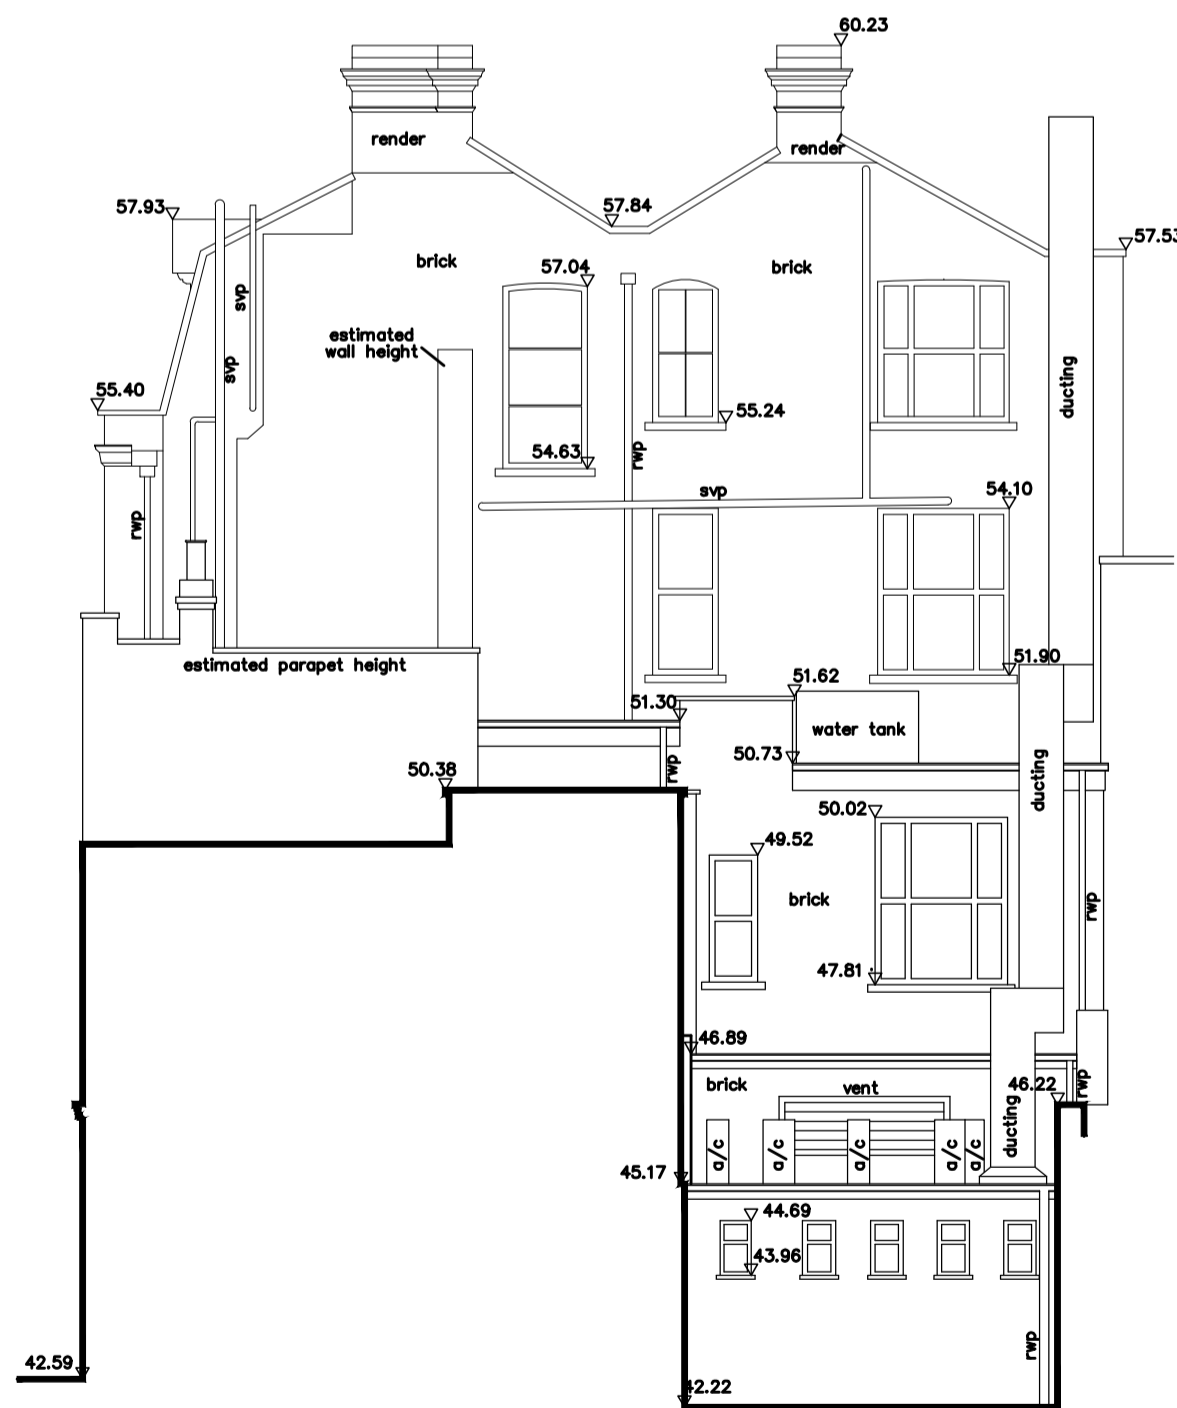 60.23
render
render
57.93
57.84
57.53
brick
57.04
brick
svp
estimated
wall height
svp
ducting
55.40
55.24
54.63
rwp
svp
54.10
rwp
estimated parapet height
51.90
51.62
51.30
water tank
50.73
rwp
50.38
ducting
50.02
49.52
brick
rwp
47.81
46.89
brick
vent
46.22
rwp
ducting
a/c
a/c
a/c
a/c
a/c
45.17
44.69
43.96
rwp
42.59
42.22